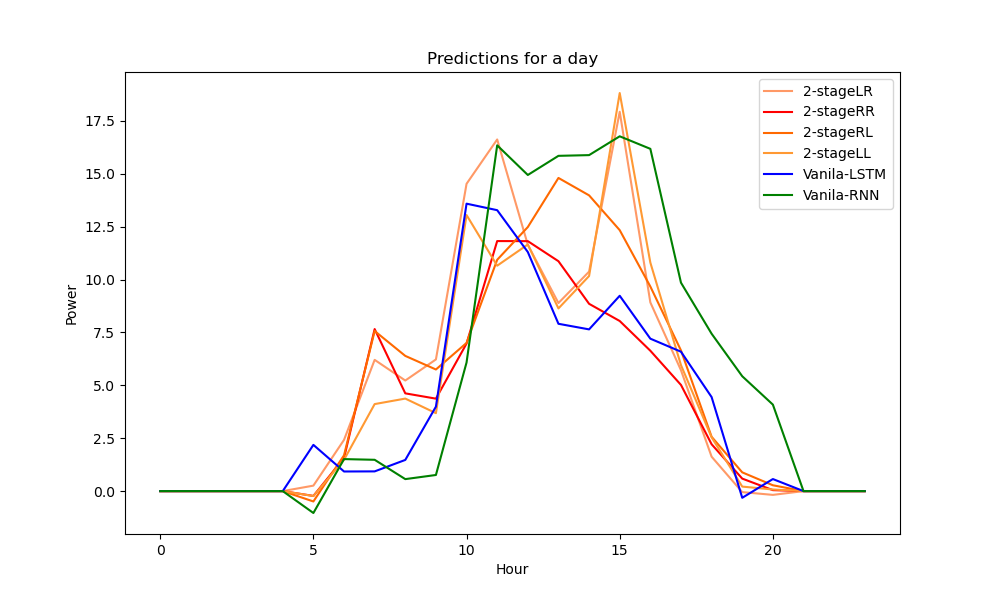 Predictions for a day
2-stageLR
2-stageRR
2-stageRL
2-stageLL
Vanila-LSTM
Vanila-RNN
17.5
15.0
12.5
10.0
7.5
5.0
2.5
0.0
Power
0 5 10 15 20
Hour